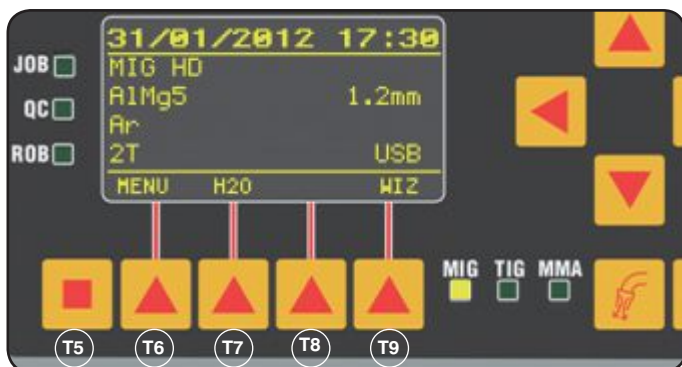 31/01/2012 17:30
JOB
MIG HD
QC
AlMg5 1.2mm
Ar
ROB
2T USB
MENU H2O WIZ
MIG TIG MMA
T5 T6 T7 T8 T9